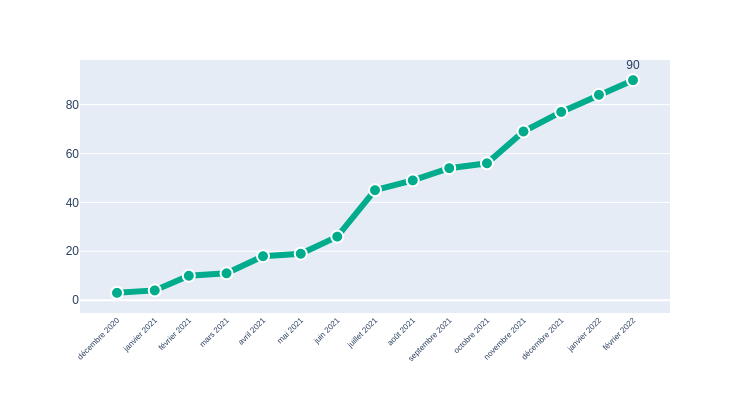 90
80
60
40
20
0
décembre 2020
janvier 2021
février 2021
mars 2021
avril 2021
mai 2021
juin 2021
juillet 2021
août 2021
septembre 2021
octobre 2021
novembre 2021
décembre 2021
janvier 2022
février 2022